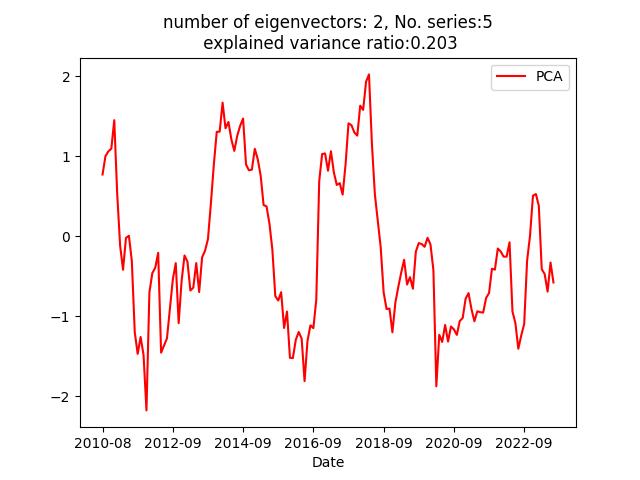 number of eigenvectors: 2, No. series:5
explained variance ratio:0.203
PCA
2
1
0
−1
−2
2010-08 2012-09 2014-09 2016-09 2018-09 2020-09 2022-09
Date